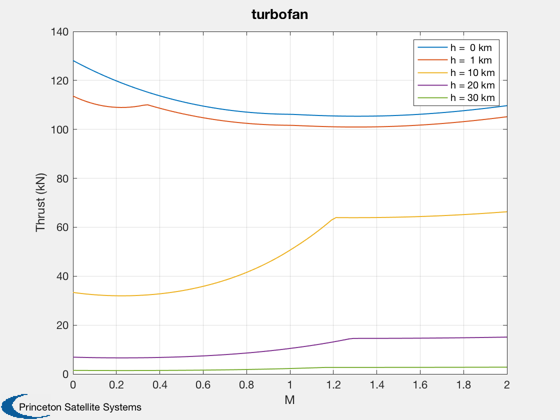 turbofan
140
120
100
80
60
40
20
0
Thrust (kN)
h =  0 km
h =  1 km
h = 10 km
h = 20 km
h = 30 km
0 0.2 0.4 0.6 0.8 1 1.2 1.4 1.6 1.8 2
M
Princeton Satellite Systems